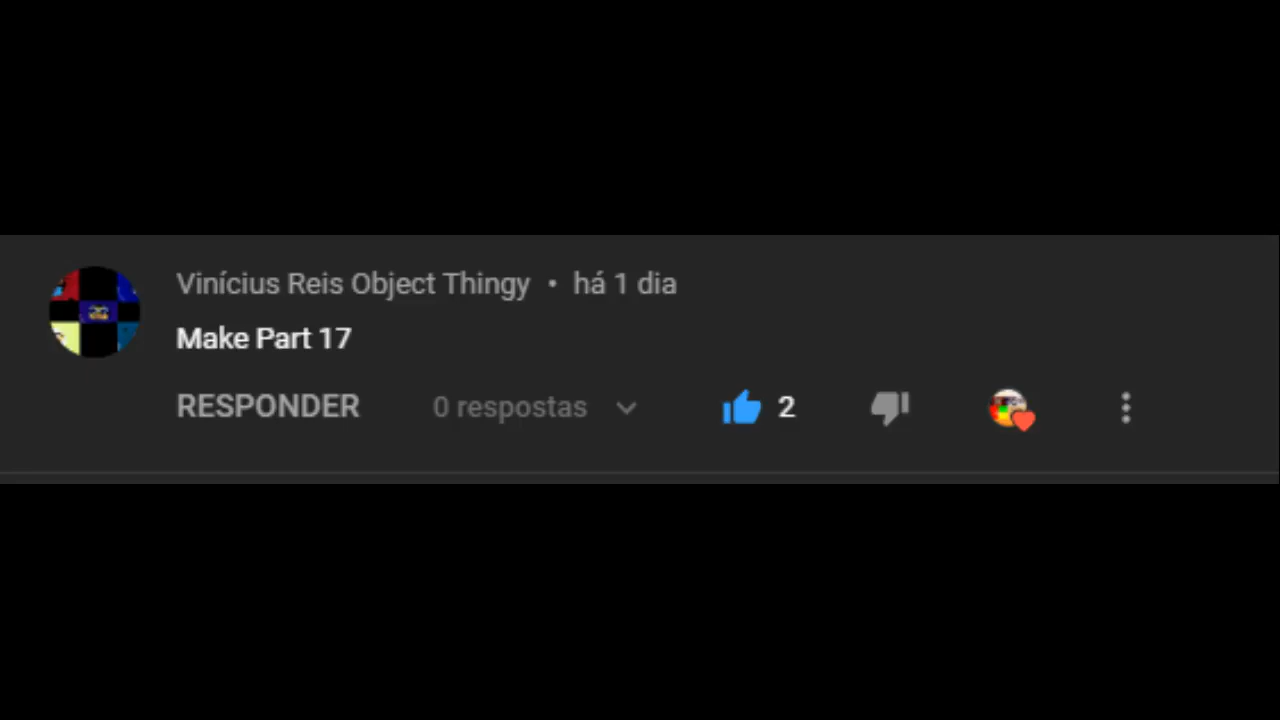 Vinícius Reis Object Thingy • há 1 dia
Make Part 17
RESPONDER 0 respostas 2